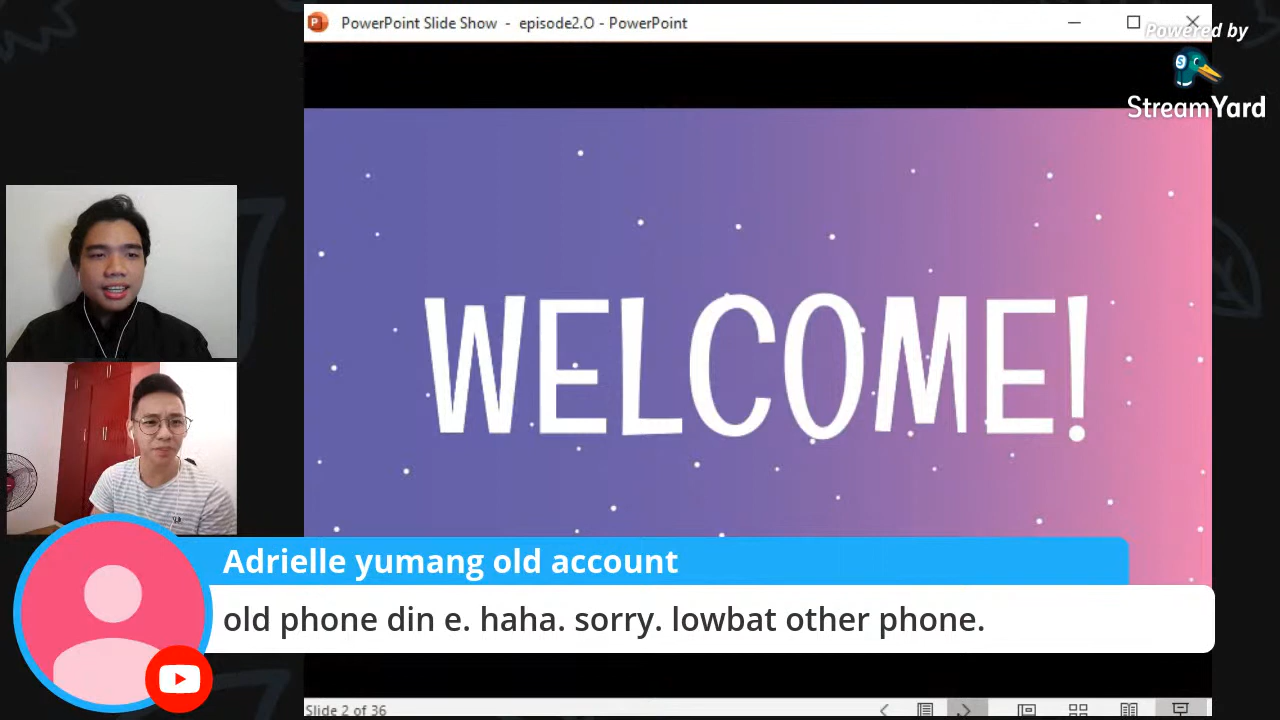 PowerPoint Slide Show - episode2.O - PowerPoint
Powered by
StreamYard
WELCOME!
Adrielle yumang old account
old phone din e. haha. sorry. lowbat other phone.
Slide 2 of 36